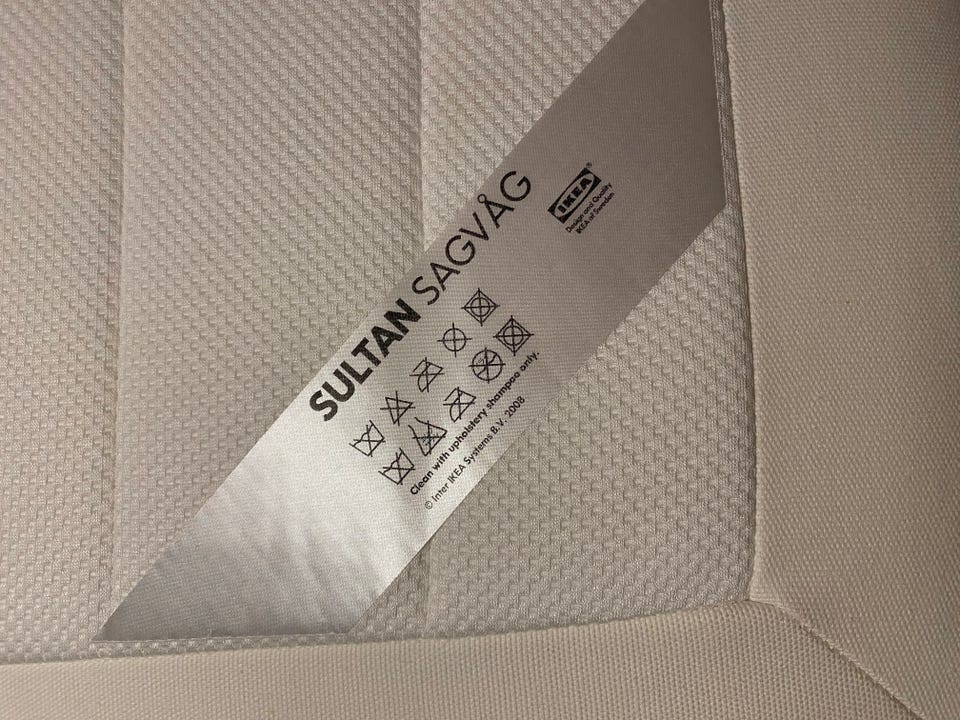 SULTAN SAGVÅG
IKEA®
Design and Quality
IKEA of Sweden
Clean with upholstery shampoo only.
© Inter IKEA Systems B.V. 2008